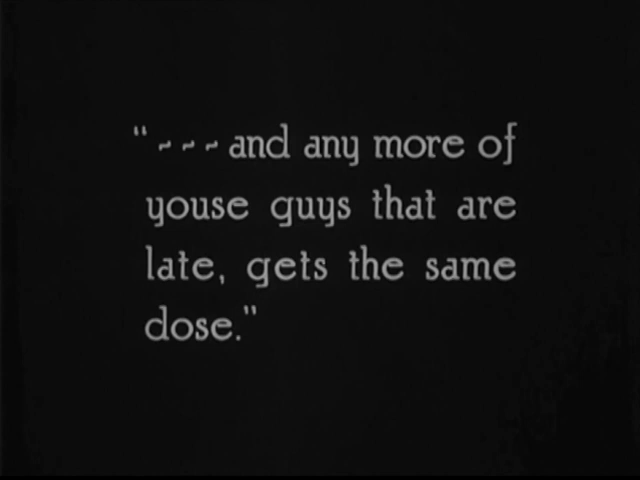 "~ ~ ~ and any more of
youse guys that are
late, gets the same
dose."